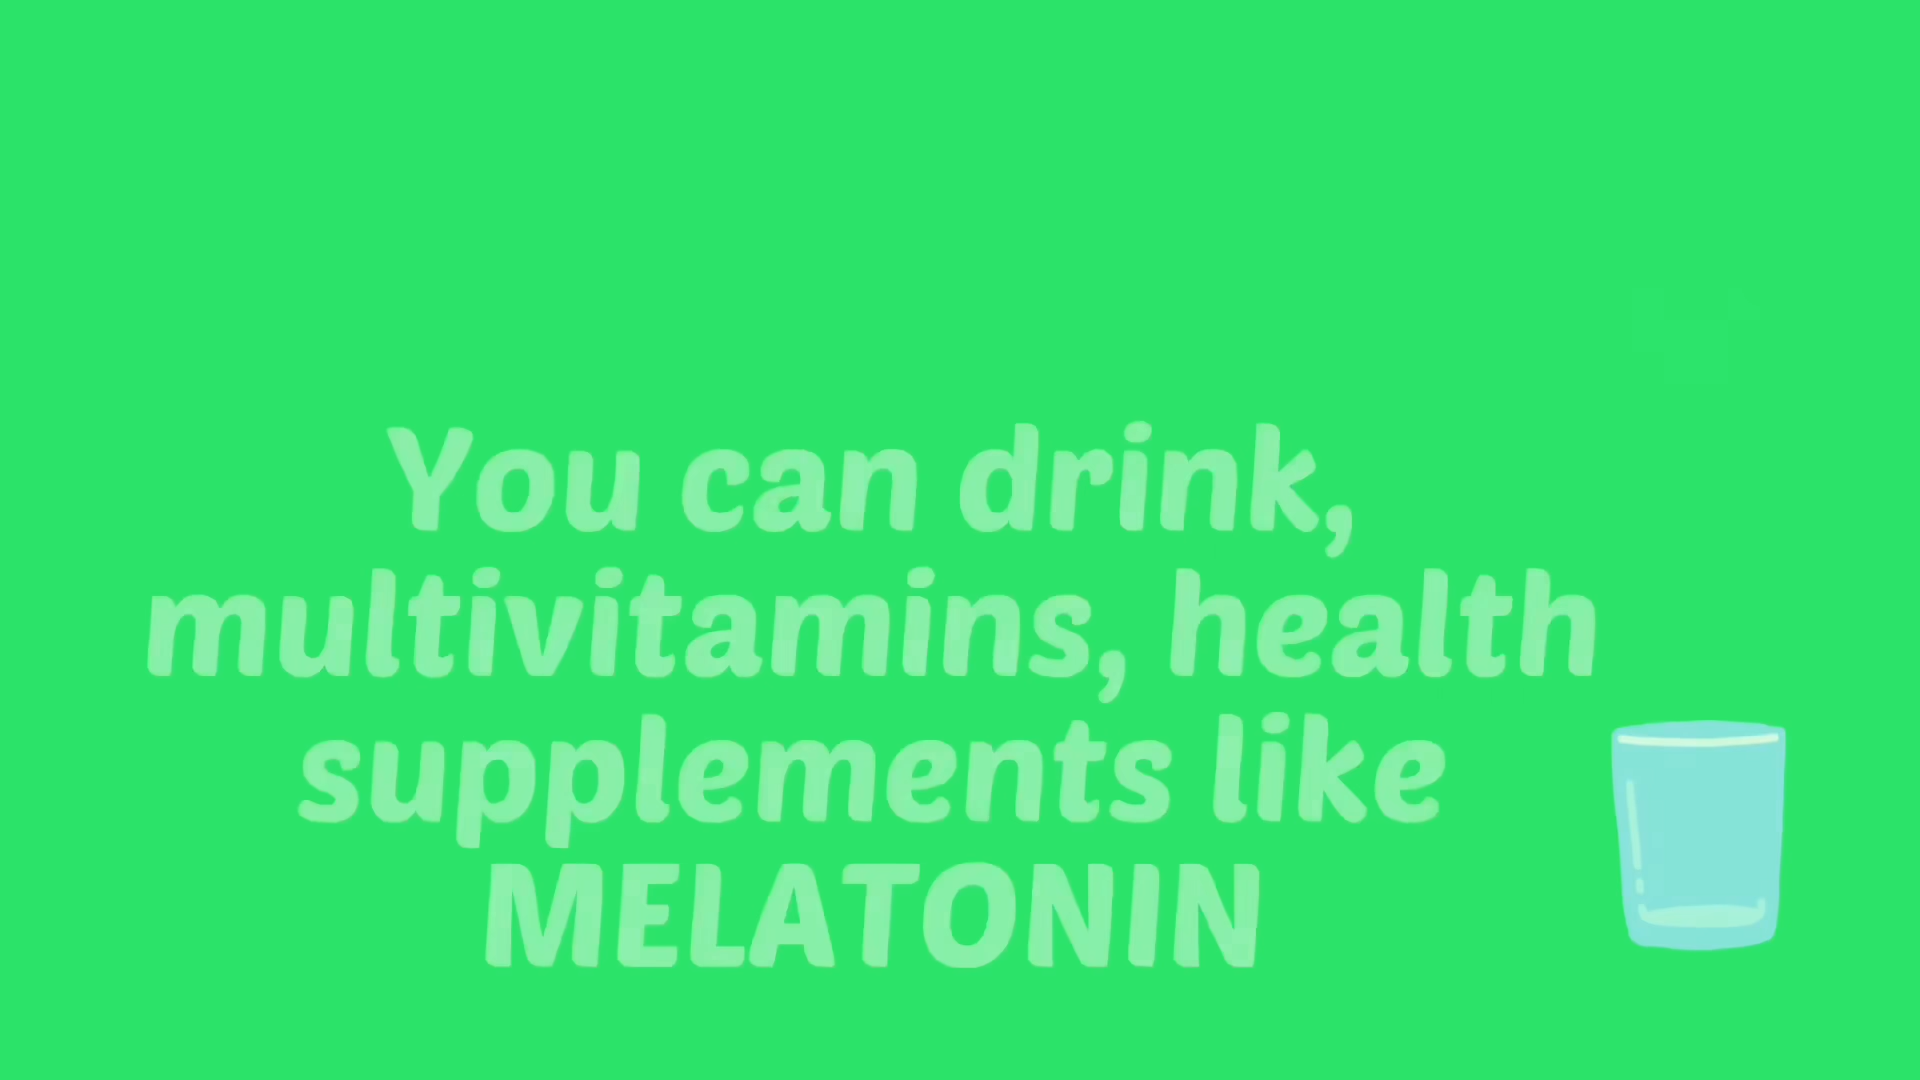 You can drink,
multivitamins, health
supplements like
MELATONIN